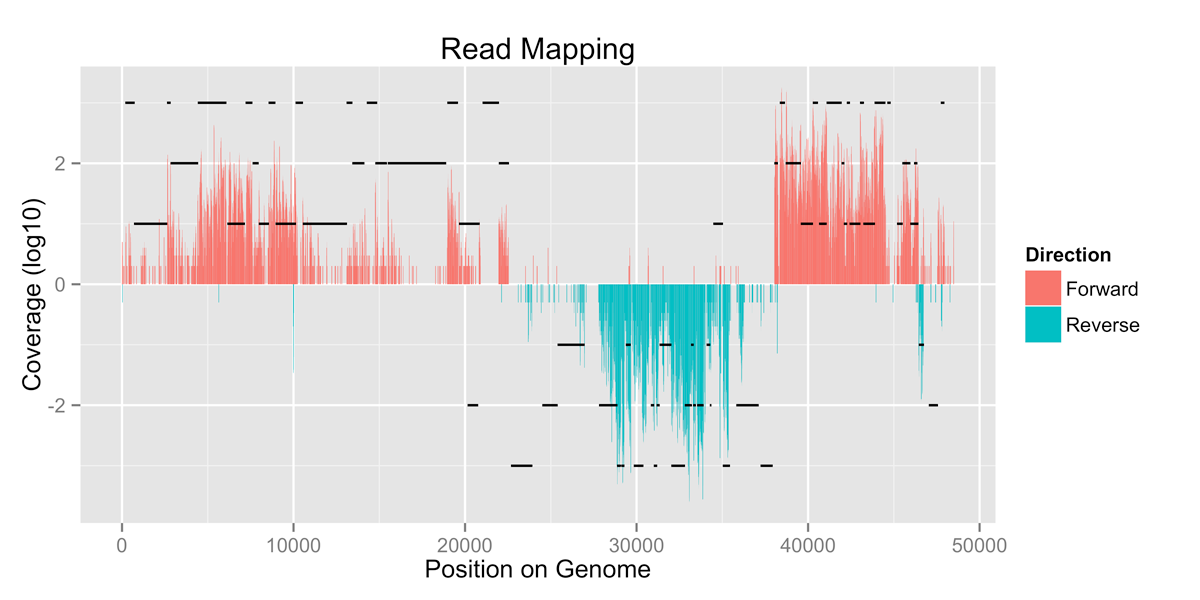 Read Mapping
Coverage (log10)
2
0
-2
0
10000
20000
30000
40000
50000
Position on Genome
Direction
Forward
Reverse